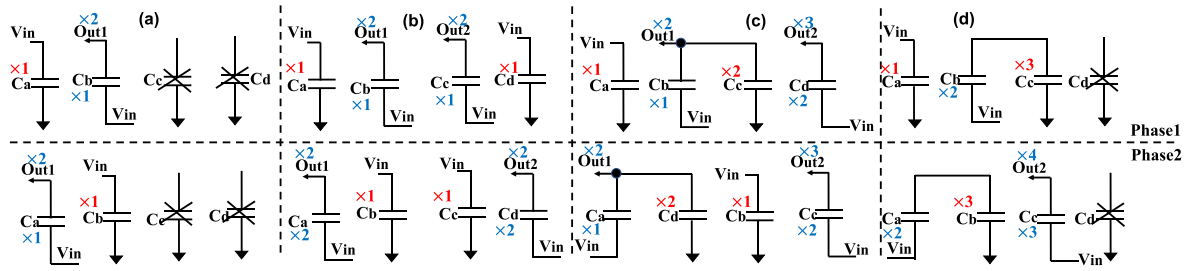 (a)
Vin
×2
Out1
×1
Ca
Cb
×1
Cc
Cd
Vin
(b)
Vin
×2
Out1
×2
Out2
×1
Ca
Cb
×1
Cc
×1
×1
Cd
Vin
Vin
(c)
Vin
×2
Out1
×3
Out2
×1
Ca
Cb
×1
×2
Cc
Cd
×2
Vin
Vin
(d)
Vin
×1
Ca
Cb
×2
×3
Cc
Cd
Vin
Phase1
Phase2
×2
Out1
Vin
Ca
×1
×1
Cb
Cc
Cd
Vin
×2
Out1
Vin
Vin
×2
Out2
Ca
×2
×1
Cb
×1
Cc
Cd
×2
Vin
Vin
×2
Out1
Vin
×3
Out2
Ca
×1
×2
Cd
×1
Cb
Cc
×2
Vin
Vin
×4
Out2
Ca
×2
×3
Cb
Cc
×3
Cd
Vin
Vin